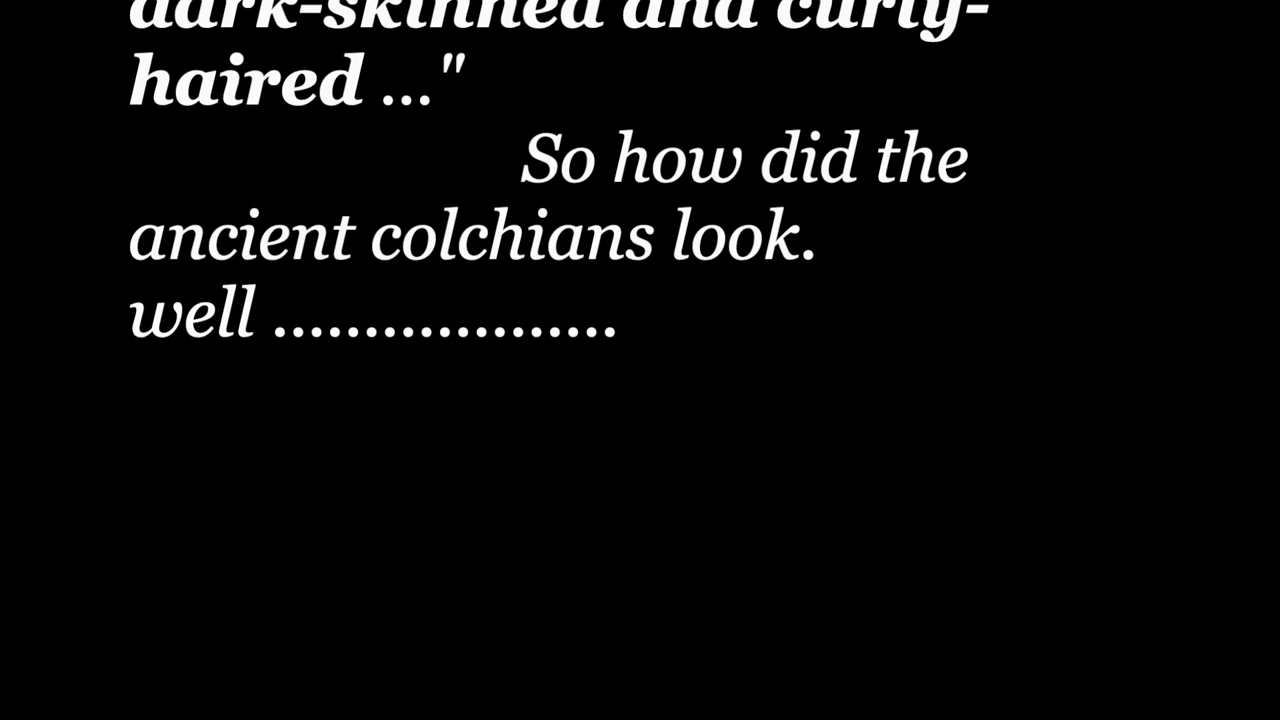 dark-skinned and curly-
haired ..."
So how did the
ancient colchians look.
well ...................